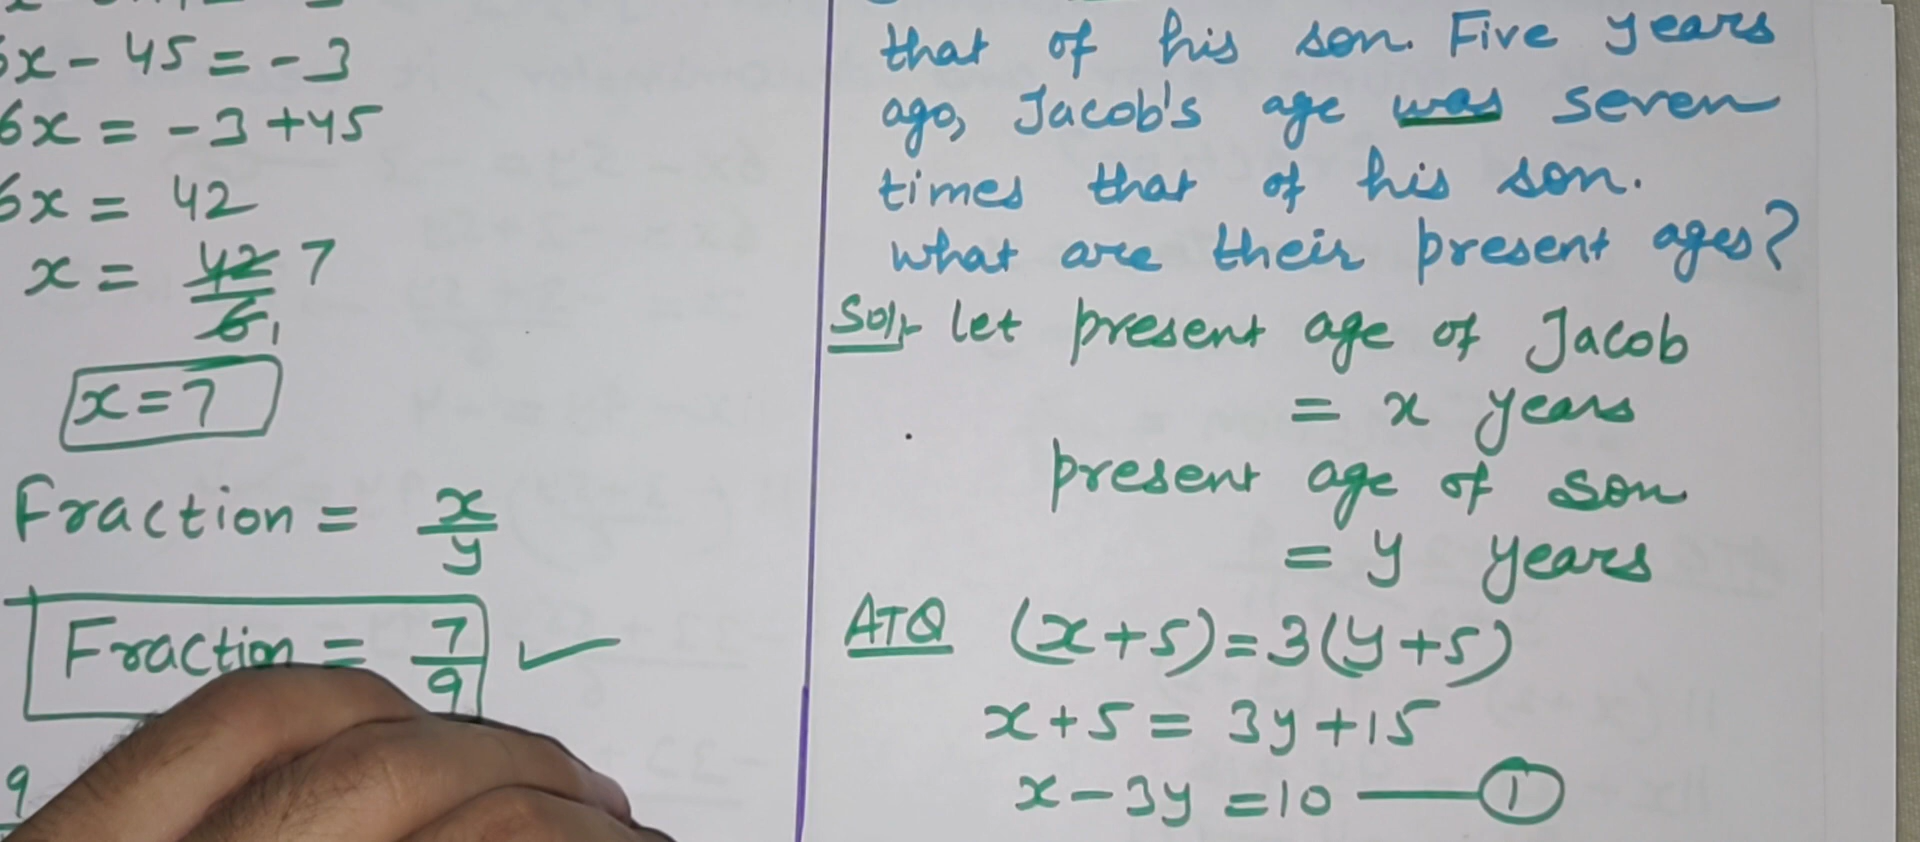 x - 45 = -3
6x = -3 +45
6x = 42
x = 42/6 7
1
x = 7
Fraction = x/y
Fraction = 7/9
9
that of his son. Five years
ago, Jacob's age was seven
times that of his son.
what are their present ages?
Sol:- let present age of Jacob
= x years
present age of son
= y years
ATQ (x+5)=3(y+5)
x+5 = 3y+15
x-3y =10 — 1